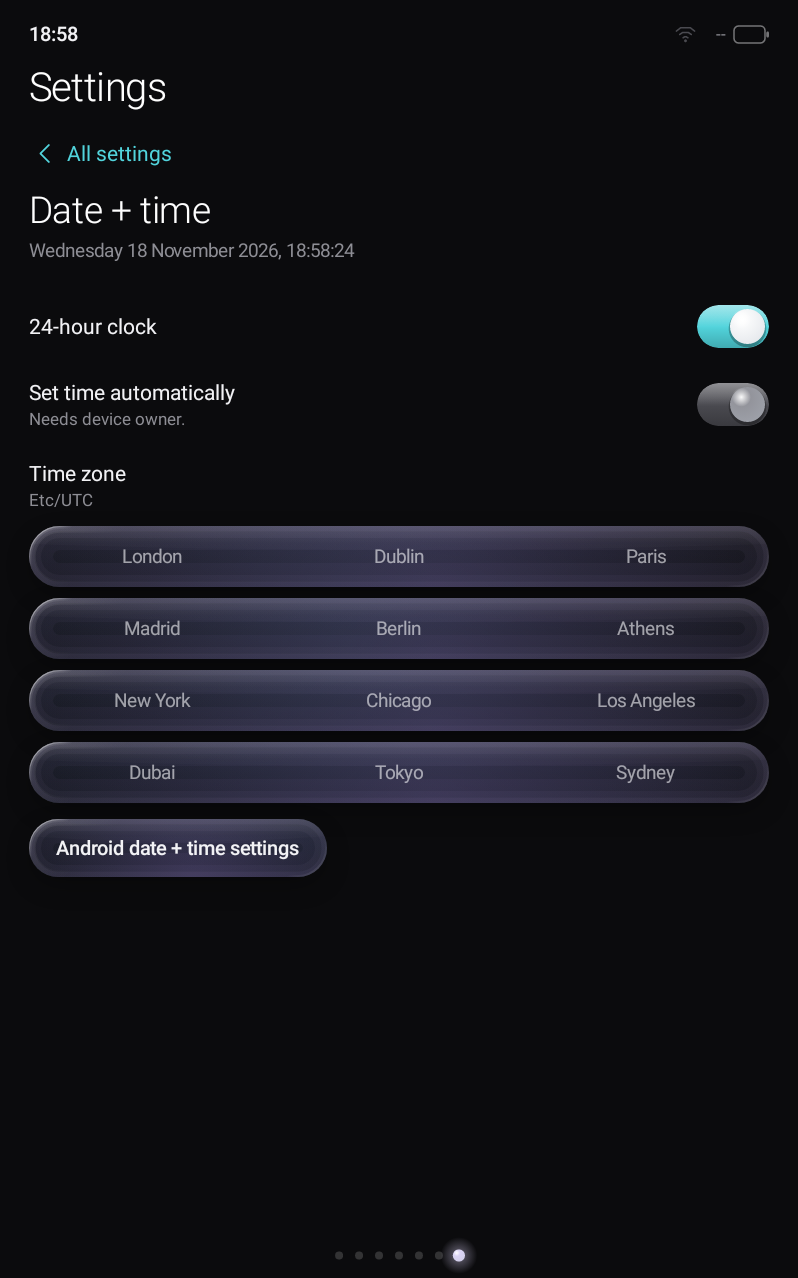 18:58
--
Settings
All settings
Date + time
Wednesday 18 November 2026, 18:58:24
24-hour clock
Set time automatically
Needs device owner.
Time zone
Etc/UTC
London Dublin Paris
Madrid Berlin Athens
New York Chicago Los Angeles
Dubai Tokyo Sydney
Android date + time settings